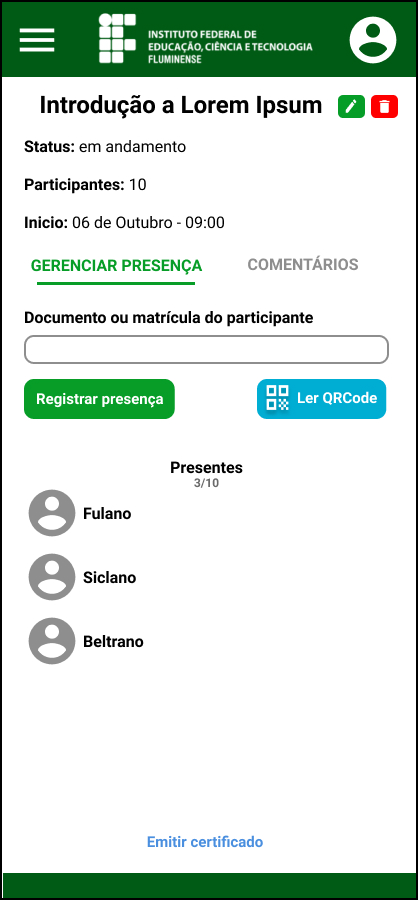 INSTITUTO FEDERAL DE
EDUCAÇÃO, CIÊNCIA E TECNOLOGIA
FLUMINENSE
Introdução a Lorem Ipsum
Status: em andamento
Participantes: 10
Inicio: 06 de Outubro - 09:00
GERENCIAR PRESENÇA COMENTÁRIOS
Documento ou matrícula do participante
Registrar presença Ler QRCode
Presentes
3/10
Fulano
Siclano
Beltrano
Emitir certificado